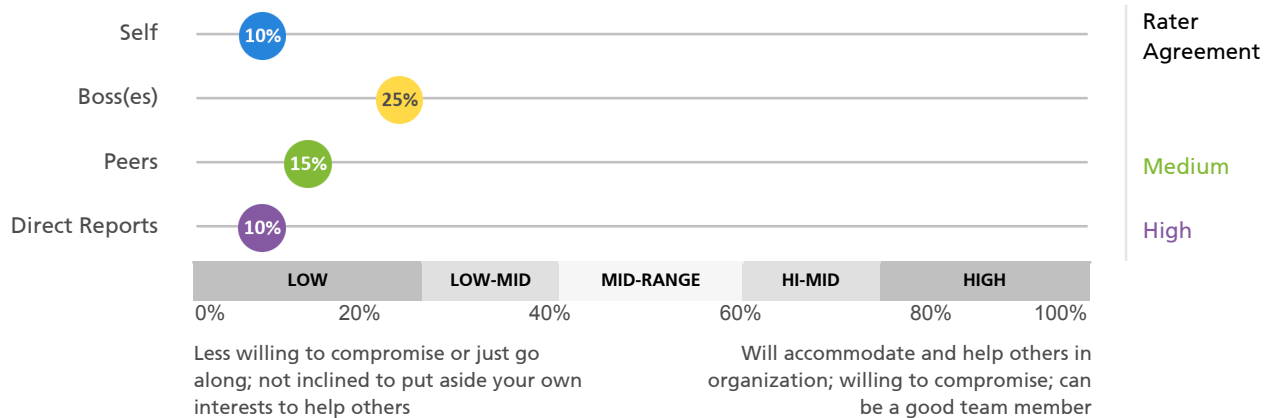 Self
10%
Rater
Agreement
Boss(es)
25%
Peers
15%
Medium
Direct Reports
10%
High
LOW LOW-MID MID-RANGE HI-MID HIGH
0% 20% 40% 60% 80% 100%
Less willing to compromise or just go
along; not inclined to put aside your own
interests to help others
Will accommodate and help others in
organization; willing to compromise; can
be a good team member